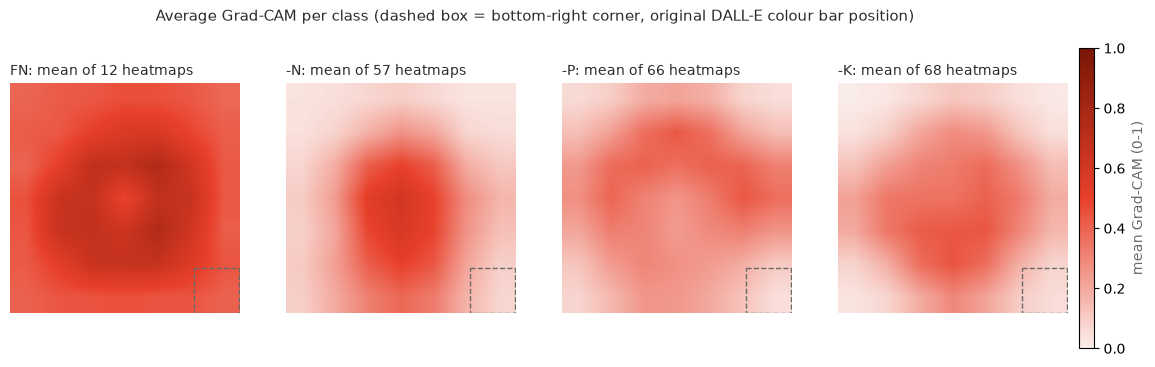 Average Grad-CAM per class (dashed box = bottom-right corner, original DALL-E colour bar position)
FN: mean of 12 heatmaps
-N: mean of 57 heatmaps
-P: mean of 66 heatmaps
-K: mean of 68 heatmaps
1.0
0.8
0.6
0.4
0.2
0.0
mean Grad-CAM (0-1)